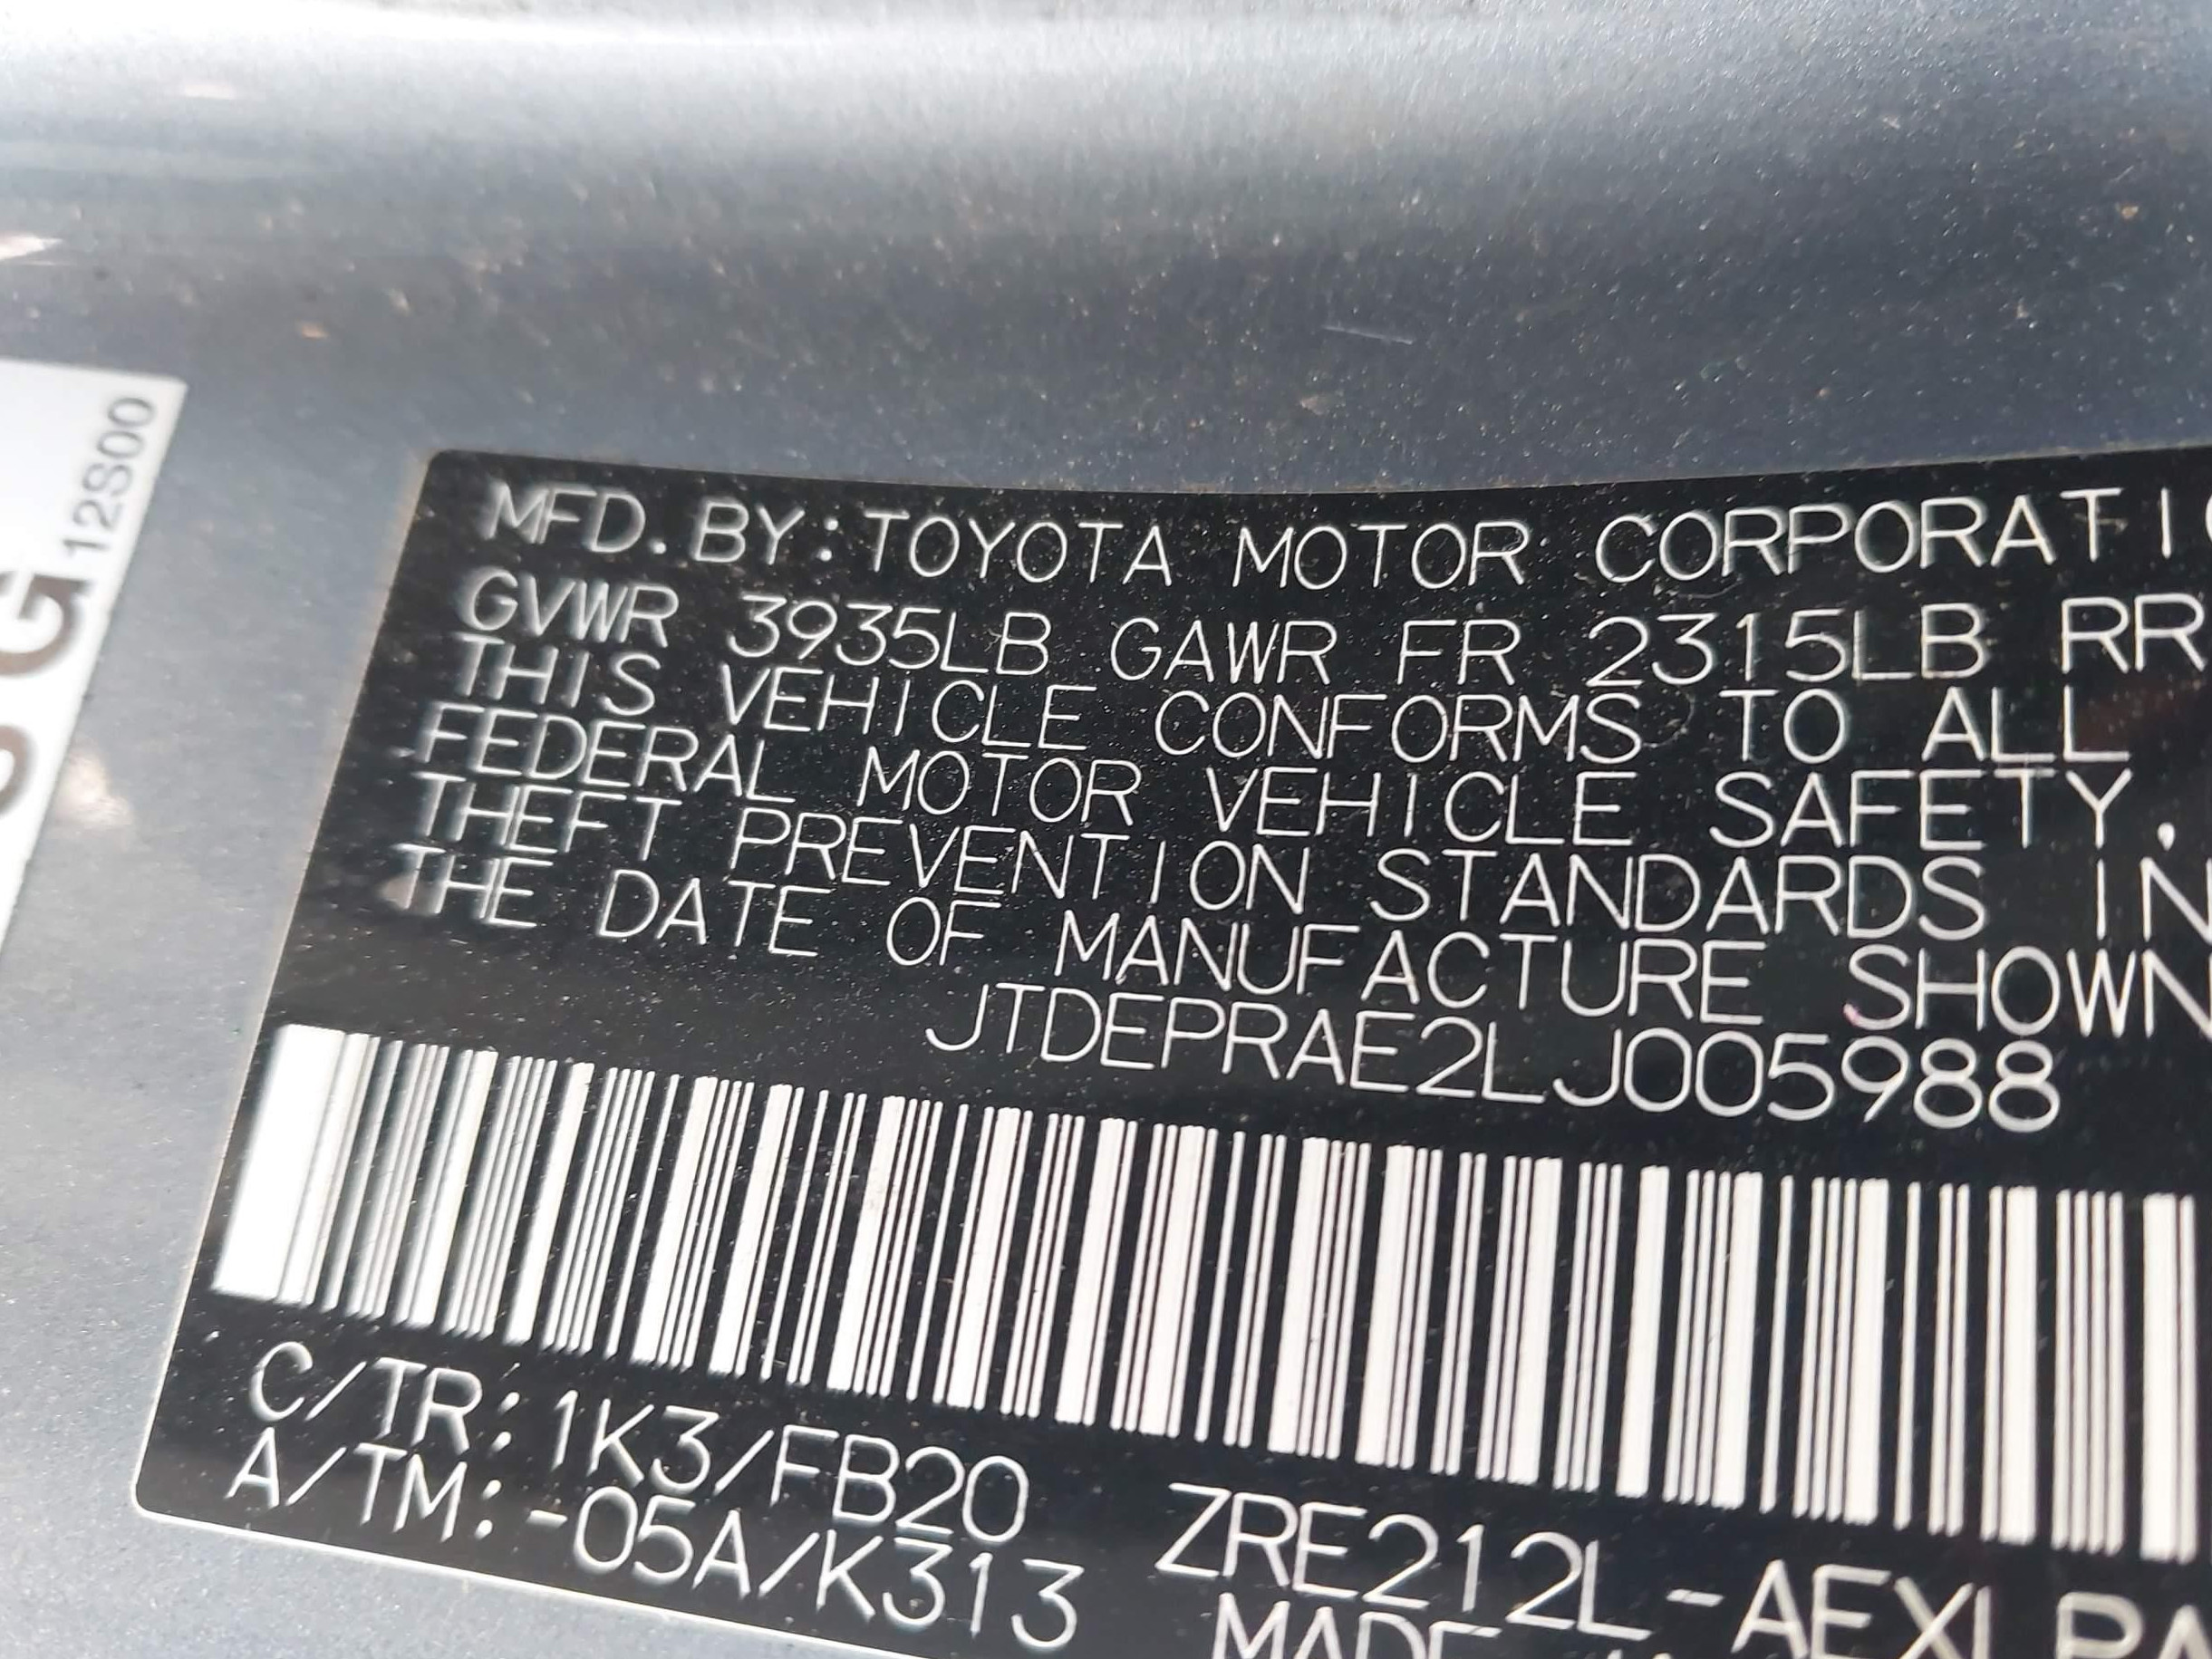 12S00
G
MFD.BY:TOYOTA MOTOR CORPORATI
GVWR 3935LB GAWR FR 2315LB RR
THIS VEHICLE CONFORMS TO ALL
FEDERAL MOTOR VEHICLE SAFETY,
THEFT PREVENTION STANDARDS IN
THE DATE OF MANUFACTURE SHOWN
JTDEPRAE2LJ005988
C/TR:1K3/FB20
A/TM:-05A/K313
ZRE212L-AEXLPA
MADE